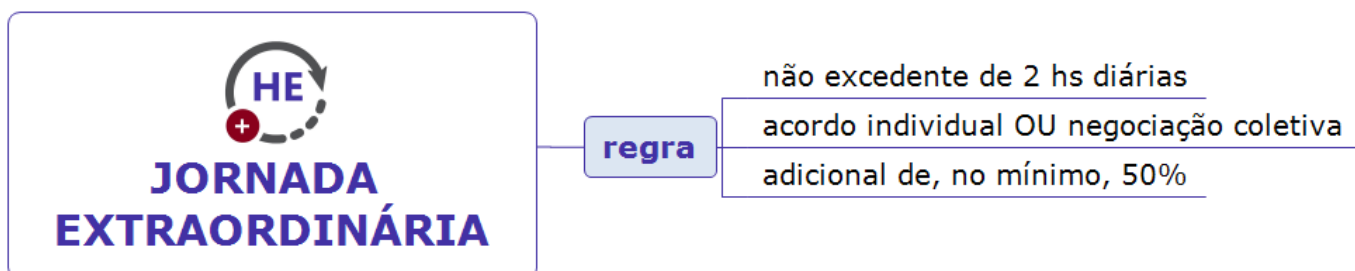 HE
+
JORNADA
EXTRAORDINÁRIA
regra
não excedente de 2 hs diárias
acordo individual OU negociação coletiva
adicional de, no mínimo, 50%